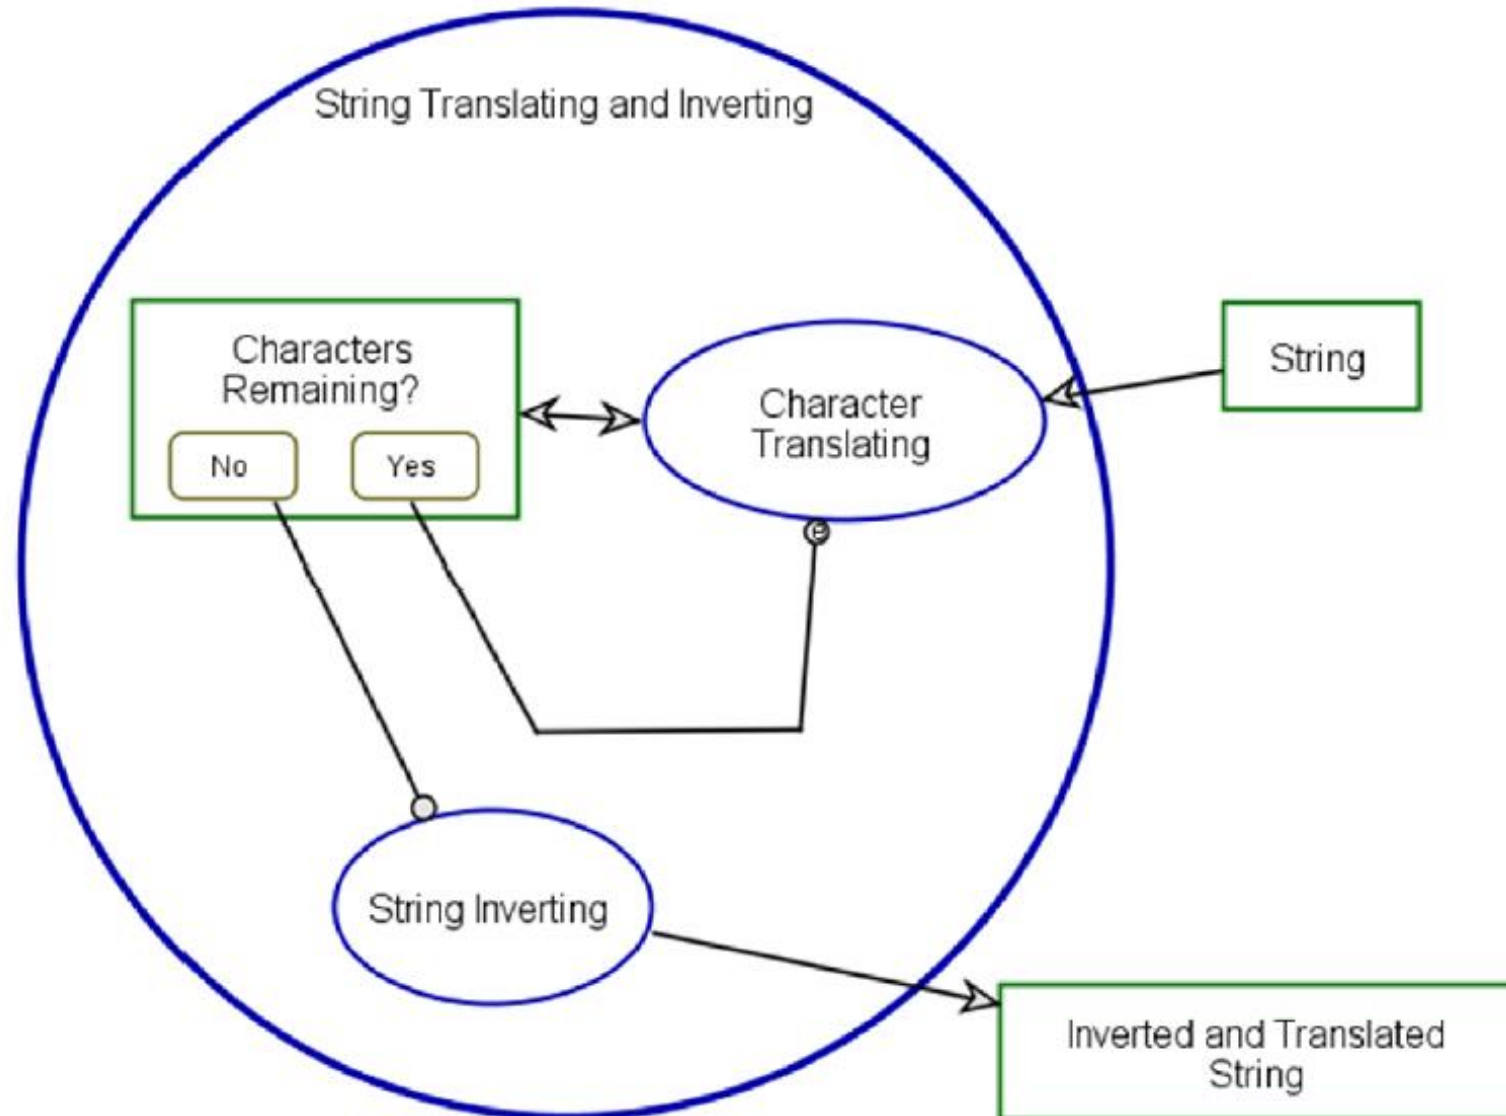 String Translating and Inverting
Characters
Remaining?
No
Yes
Character
Translating
String
e
String Inverting
Inverted and Translated
String